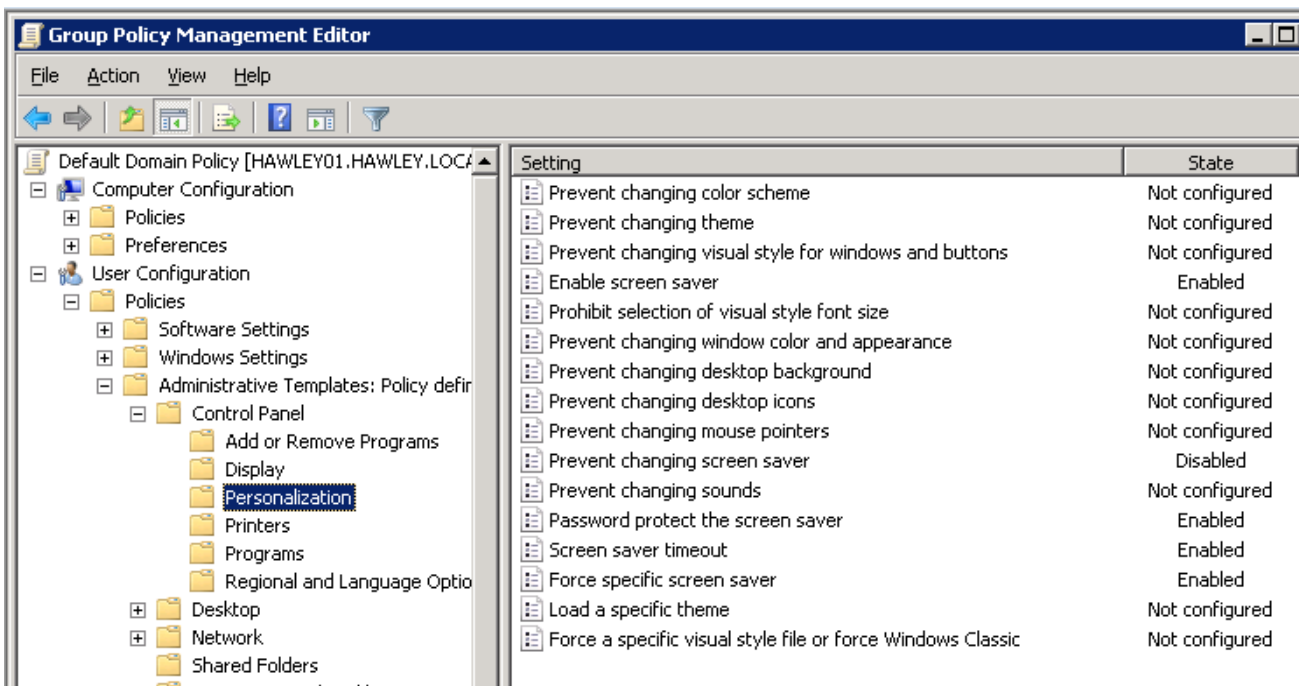 Group Policy Management Editor
File Action View Help
Default Domain Policy [HAWLEY01.HAWLEY.LOCA
Computer Configuration
Policies
Preferences
User Configuration
Policies
Software Settings
Windows Settings
Administrative Templates: Policy defir
Control Panel
Add or Remove Programs
Display
Personalization
Printers
Programs
Regional and Language Optio
Desktop
Network
Shared Folders
Setting State
Prevent changing color scheme Not configured
Prevent changing theme Not configured
Prevent changing visual style for windows and buttons Not configured
Enable screen saver Enabled
Prohibit selection of visual style font size Not configured
Prevent changing window color and appearance Not configured
Prevent changing desktop background Not configured
Prevent changing desktop icons Not configured
Prevent changing mouse pointers Not configured
Prevent changing screen saver Disabled
Prevent changing sounds Not configured
Password protect the screen saver Enabled
Screen saver timeout Enabled
Force specific screen saver Enabled
Load a specific theme Not configured
Force a specific visual style file or force Windows Classic Not configured